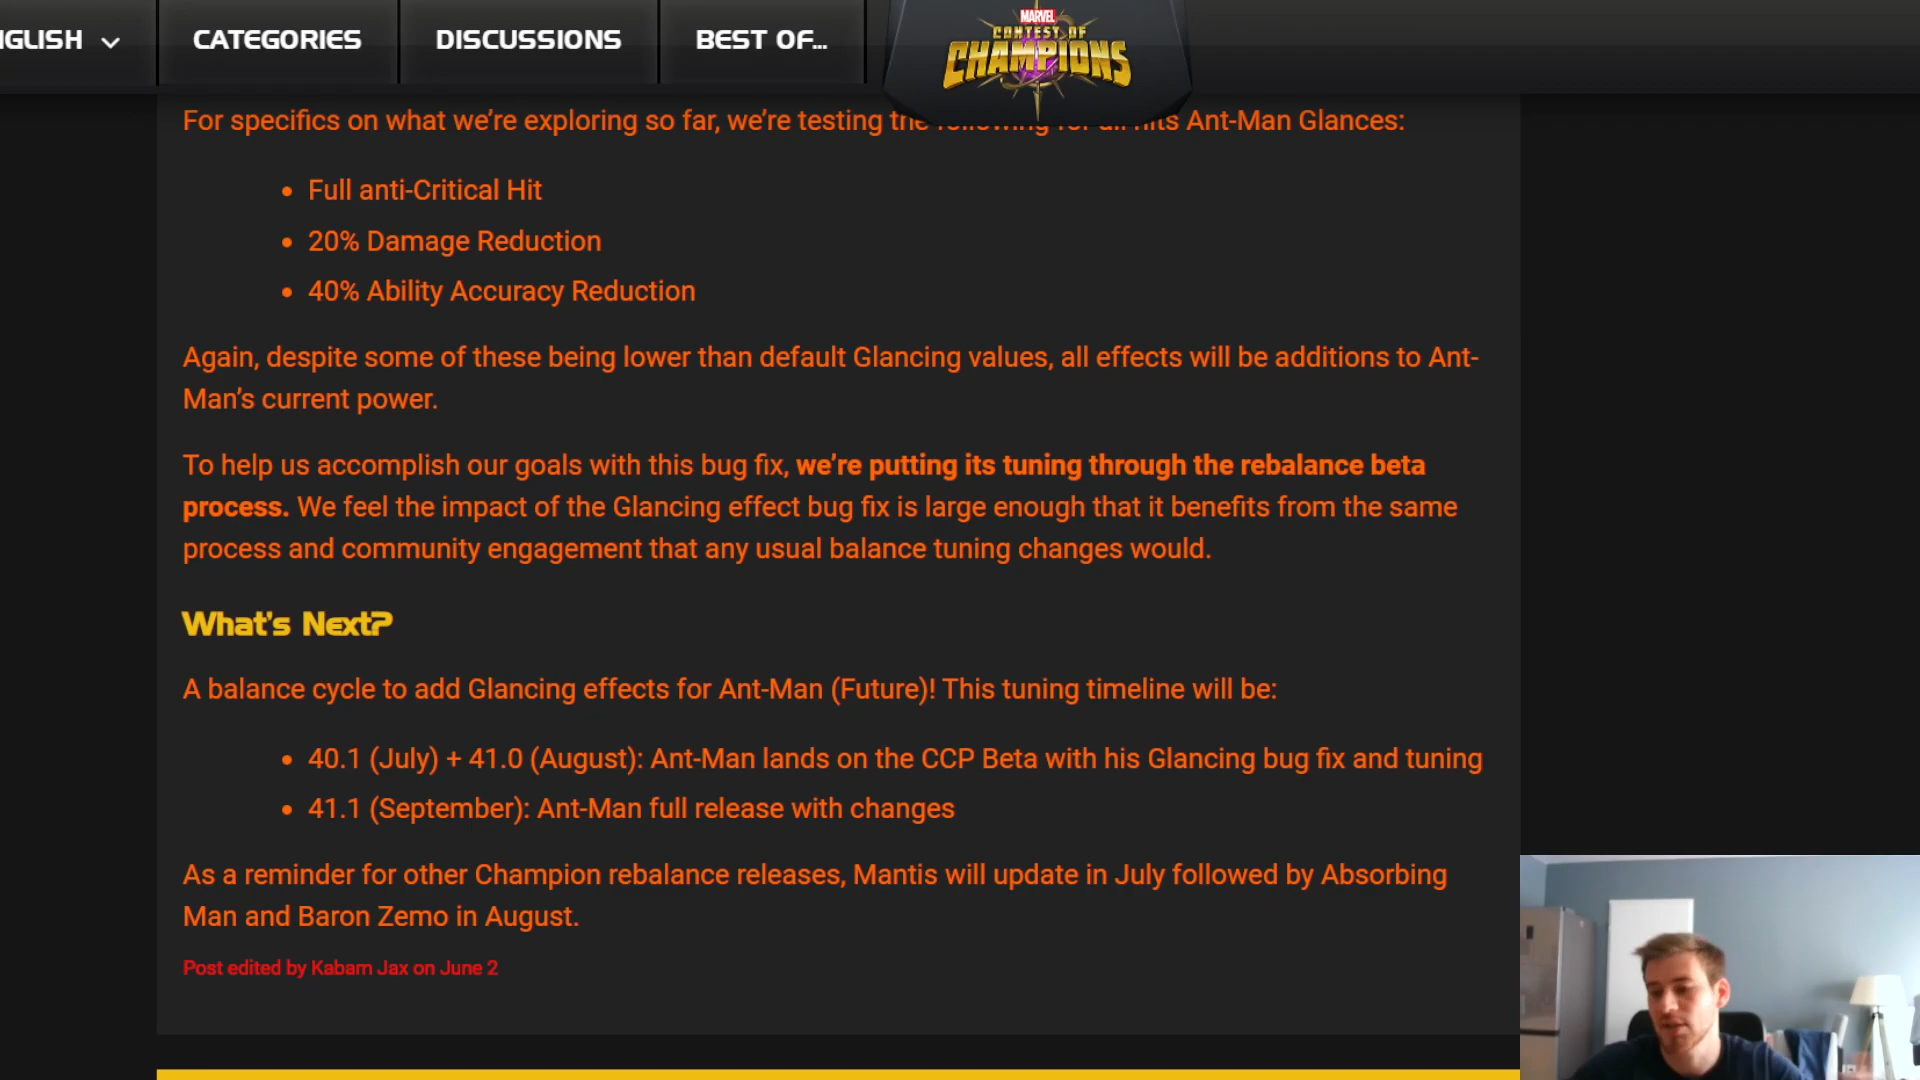 NGLISH
CATEGORIES
DISCUSSIONS
BEST OF...
MARVEL
CONTEST OF
CHAMPIONS
For specifics on what we’re exploring so far, we’re testing the following for all hits Ant-Man Glances:
• Full anti-Critical Hit
• 20% Damage Reduction
• 40% Ability Accuracy Reduction
Again, despite some of these being lower than default Glancing values, all effects will be additions to Ant-
Man’s current power.
To help us accomplish our goals with this bug fix, we’re putting its tuning through the rebalance beta
process. We feel the impact of the Glancing effect bug fix is large enough that it benefits from the same
process and community engagement that any usual balance tuning changes would.
What’s Next?
A balance cycle to add Glancing effects for Ant-Man (Future)! This tuning timeline will be:
• 40.1 (July) + 41.0 (August): Ant-Man lands on the CCP Beta with his Glancing bug fix and tuning
• 41.1 (September): Ant-Man full release with changes
As a reminder for other Champion rebalance releases, Mantis will update in July followed by Absorbing
Man and Baron Zemo in August.
Post edited by Kabam Jax on June 2